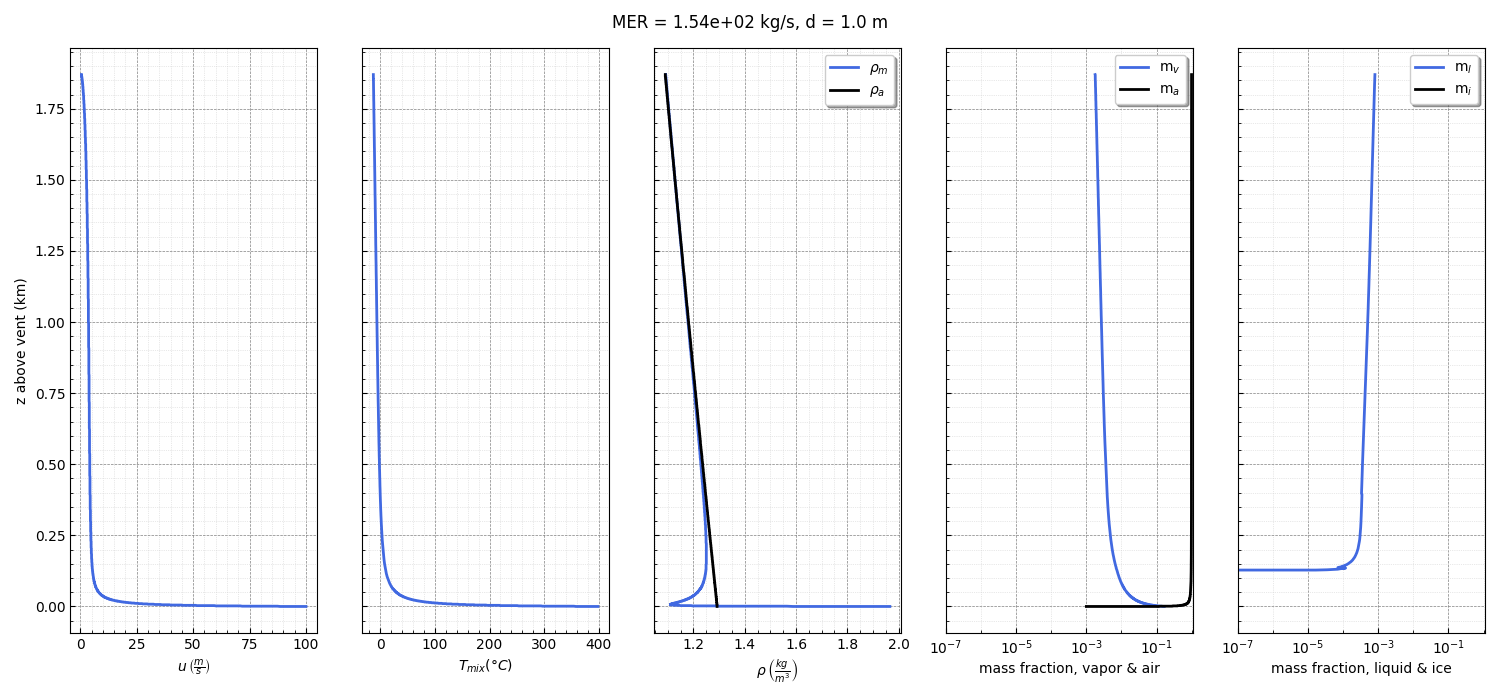 MER = 1.54e+02 kg/s, d = 1.0 m
z above vent (km)
1.75
1.50
1.25
1.00
0.75
0.50
0.25
0.00
0 25 50 75 100
u (m/s)
0 100 200 300 400
T_mix(°C)
ρ_m
ρ_a
1.2 1.4 1.6 1.8 2.0
ρ (kg/m³)
m_v
m_a
10⁻⁷ 10⁻⁵ 10⁻³ 10⁻¹
mass fraction, vapor & air
m_l
m_i
10⁻⁷ 10⁻⁵ 10⁻³ 10⁻¹
mass fraction, liquid & ice